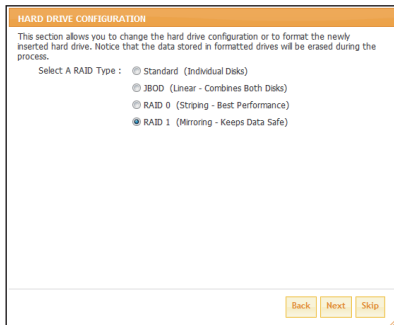 HARD DRIVE CONFIGURATION
This section allows you to change the hard drive configuration or to format the newly
inserted hard drive. Notice that the data stored in formatted drives will be erased during the
process.
Select A RAID Type : Standard (Individual Disks)
JBOD (Linear - Combines Both Disks)
RAID 0 (Striping - Best Performance)
RAID 1 (Mirroring - Keeps Data Safe)
Back Next Skip